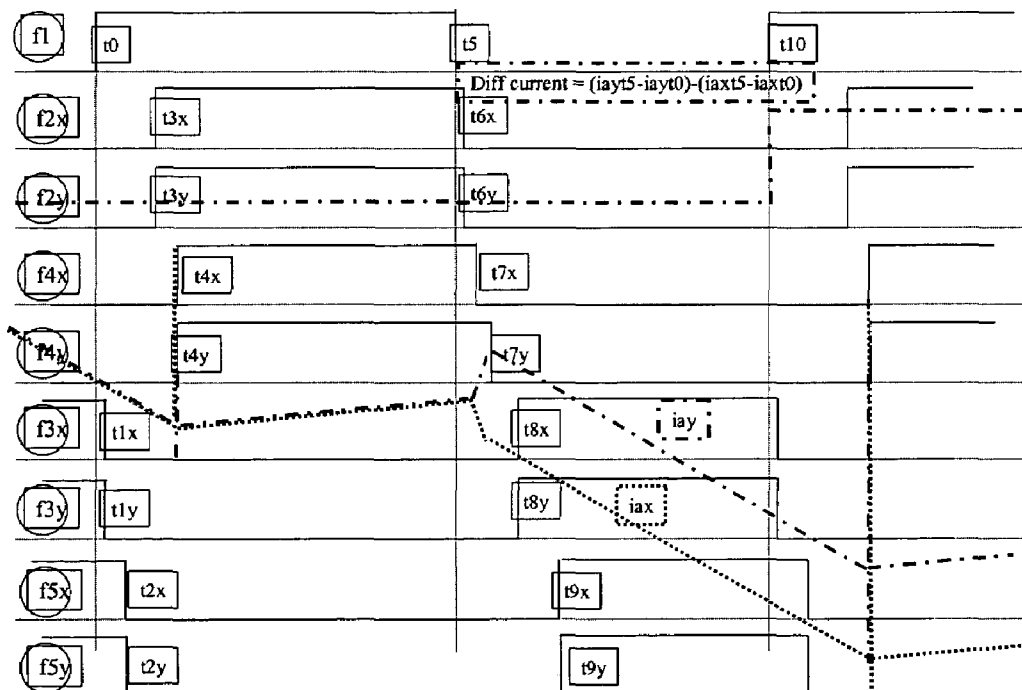 f1 t0 t5 t10
Diff current = (iayt5-iayt0)-(iaxt5-iaxt0)
f2x t3x t6x
f2y t3y t6y
f4x t4x t7x
f4y t4y t7y
f3x t1x t8x iay
f3y t1y t8y iax
f5x t2x t9x
f5y t2y t9y